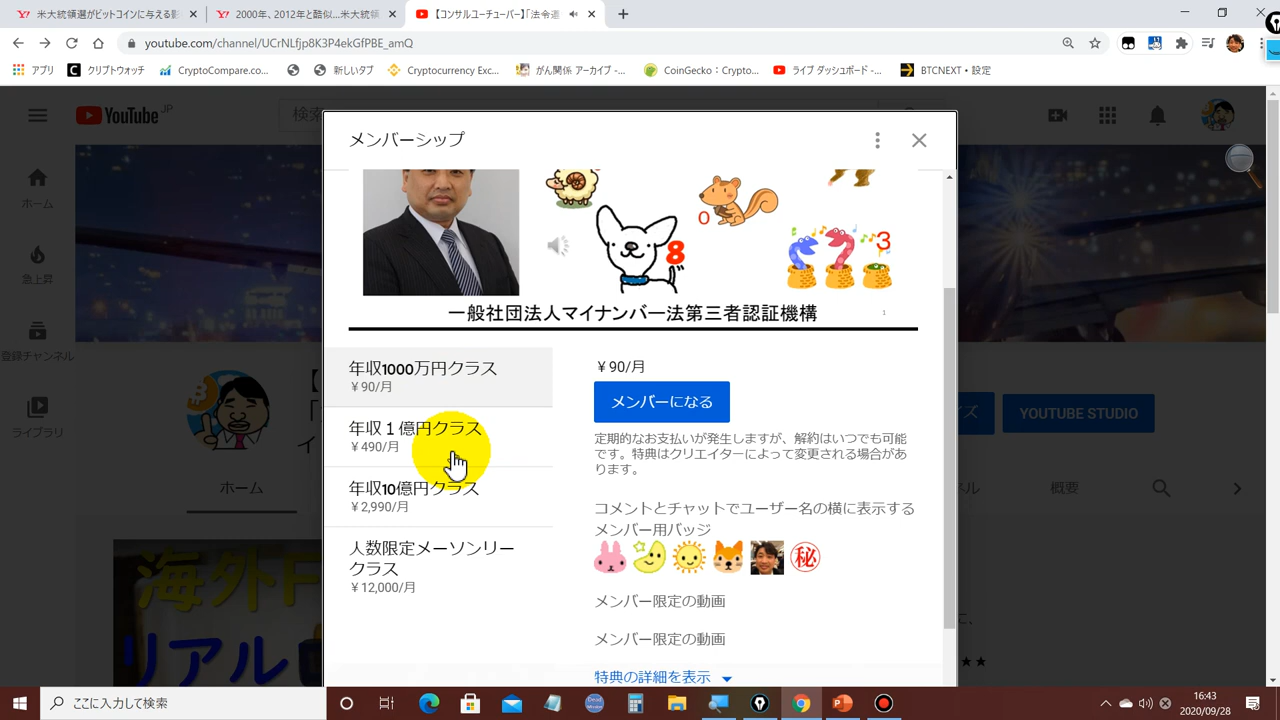 米大統領選がビットコインに与える影
2000年、2012年と酷似...米大統領
【コンサルユーチューバー】「法令遵
youtube.com/channel/UCrNLfjp8K3P4ekGfPBE_amQ
アプリ
クリプトウォッチ
CryptoCompare.co...
新しいタブ
Cryptocurrency Exc...
がん関係アーカイブ - ...
CoinGecko : Crypto...
ライブ ダッシュボード - ...
BTCNEXT • 設定
YouTube JP
検索
ホーム
急上昇
登録チャンネル
ライブラリ
メンバーシップ
0
8
3
一般社団法人マイナンバー法第三者認証機構
1
年収1000万円クラス
¥90/月
年収１億円クラス
¥490/月
年収10億円クラス
¥2,990/月
人数限定メーソンリー
クラス
¥12,000/月
¥90/月
メンバーになる
定期的なお支払いが発生しますが、解約はいつでも可能
です。特典はクリエイターによって変更される場合があ
ります。
コメントとチャットでユーザー名の横に表示する
メンバー用バッジ
秘
メンバー限定の動画
メンバー限定の動画
特典の詳細を表示
イズ
YOUTUBE STUDIO
ホーム
ネル
概要
海外F
リアル
ここに入力して検索
16:43
2020/09/28